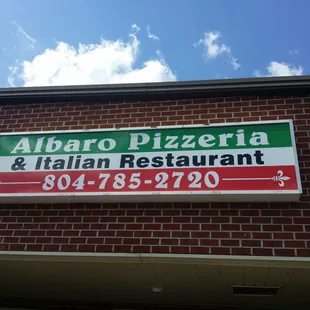 Albaro Pizzeria
& Italian Restaurant
804-785-2720